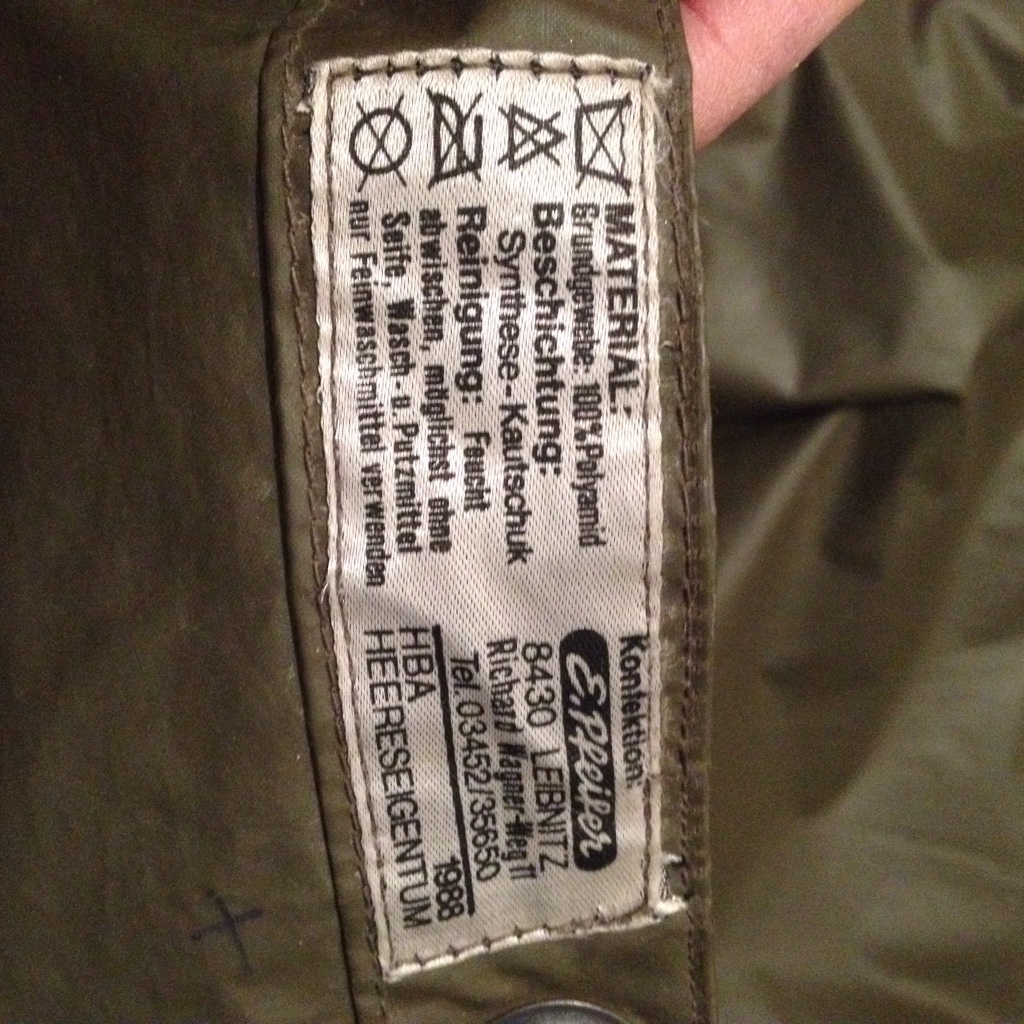 MATERIAL:
Grundgewebe: 100% Polyamid
Beschichtung:
Synthese-Kautschuk
Reinigung: Feucht
abwischen, möglichst ohne
Seife, Wasch- u. Putzmittel
nur Feinwaschmittel verwenden
Konfektion:
8430 LEIBNITZ
Richard Wagner-Weg 11
Tel. 03452/35650
1988
HBA
HEERESEIGENTUM